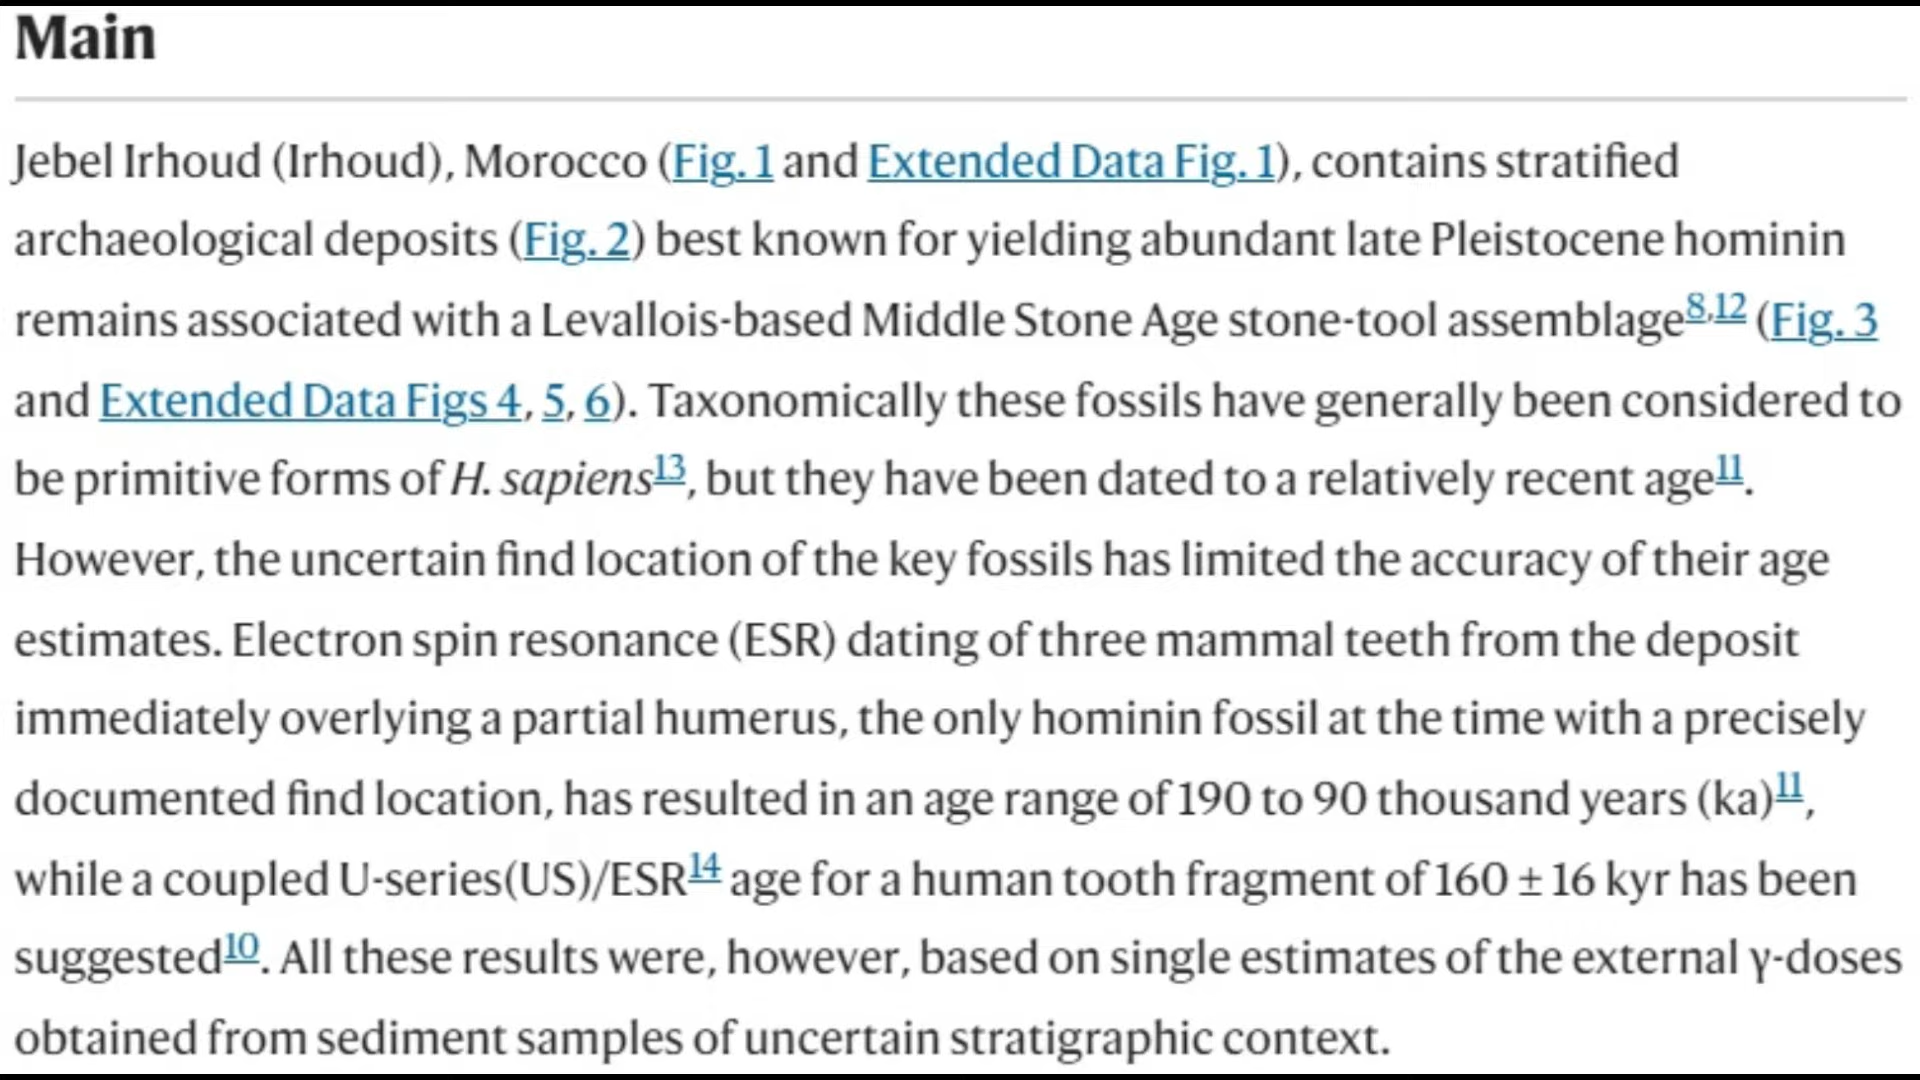 Main
Jebel Irhoud (Irhoud), Morocco (Fig. 1 and Extended Data Fig. 1), contains stratified
archaeological deposits (Fig. 2) best known for yielding abundant late Pleistocene hominin
remains associated with a Levallois-based Middle Stone Age stone-tool assemblage8,12 (Fig. 3
and Extended Data Figs 4, 5, 6). Taxonomically these fossils have generally been considered to
be primitive forms of H. sapiens13, but they have been dated to a relatively recent age11.
However, the uncertain find location of the key fossils has limited the accuracy of their age
estimates. Electron spin resonance (ESR) dating of three mammal teeth from the deposit
immediately overlying a partial humerus, the only hominin fossil at the time with a precisely
documented find location, has resulted in an age range of 190 to 90 thousand years (ka)11,
while a coupled U-series(US)/ESR14 age for a human tooth fragment of 160 ± 16 kyr has been
suggested10. All these results were, however, based on single estimates of the external γ-doses
obtained from sediment samples of uncertain stratigraphic context.